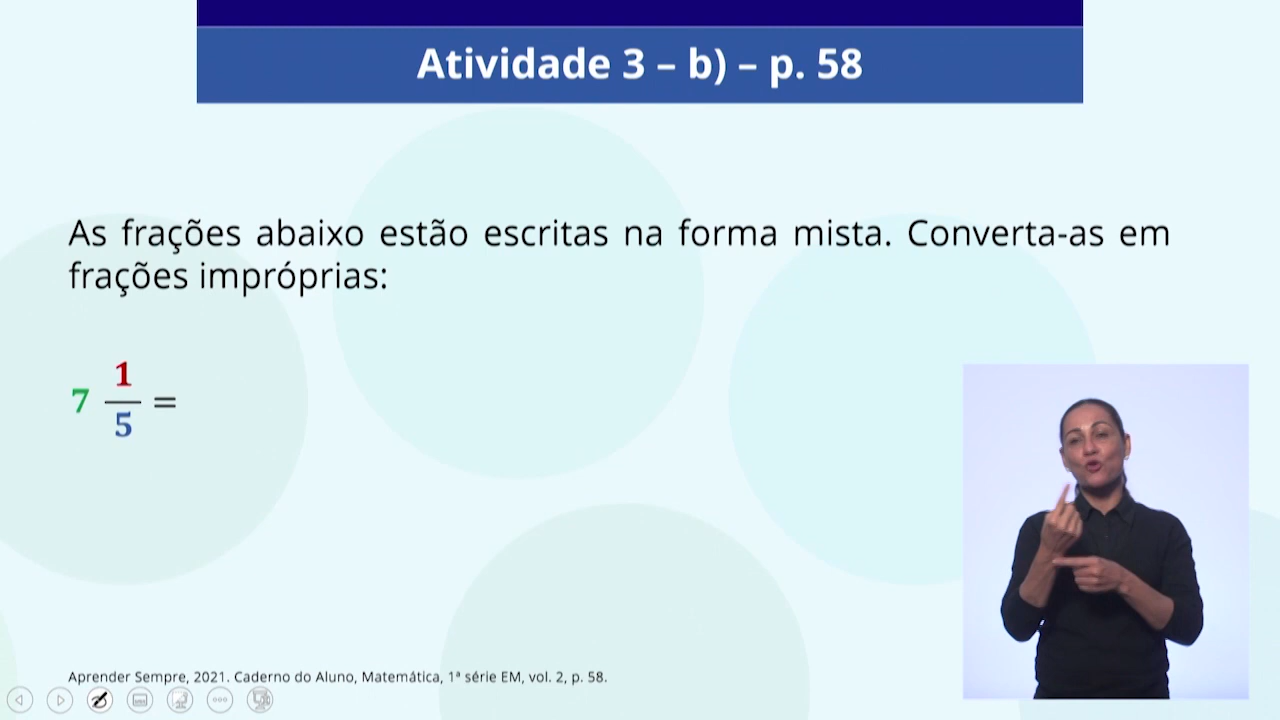 Atividade 3 – b) – p. 58
As frações abaixo estão escritas na forma mista. Converta-as em
frações impróprias:
7 1/5 =
Aprender Sempre, 2021. Caderno do Aluno, Matemática, 1ª série EM, vol. 2, p. 58.